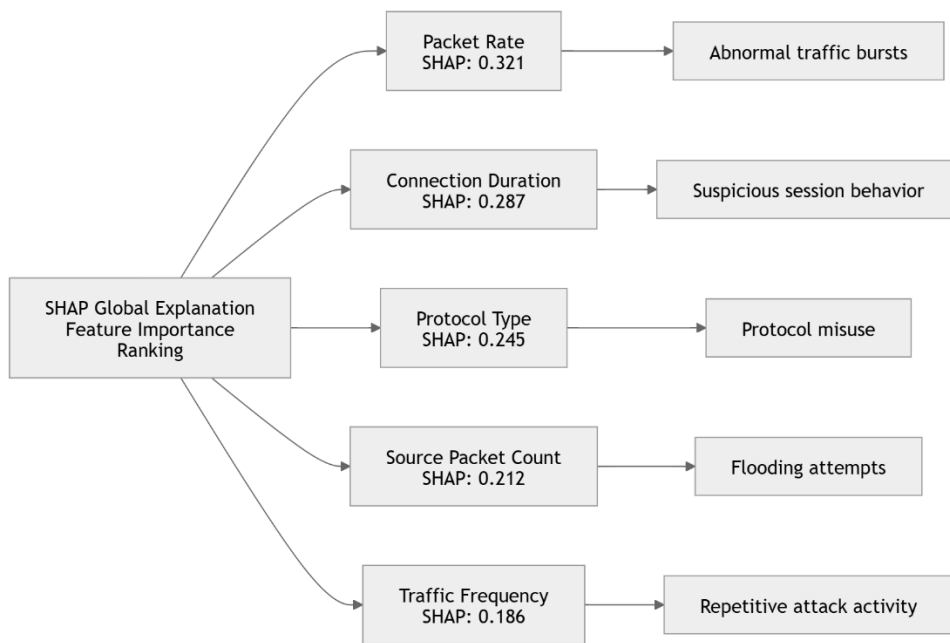 Packet Rate
SHAP: 0.321
Abnormal traffic bursts
Connection Duration
SHAP: 0.287
Suspicious session behavior
SHAP Global Explanation
Feature Importance
Ranking
Protocol Type
SHAP: 0.245
Protocol misuse
Source Packet Count
SHAP: 0.212
Flooding attempts
Traffic Frequency
SHAP: 0.186
Repetitive attack activity